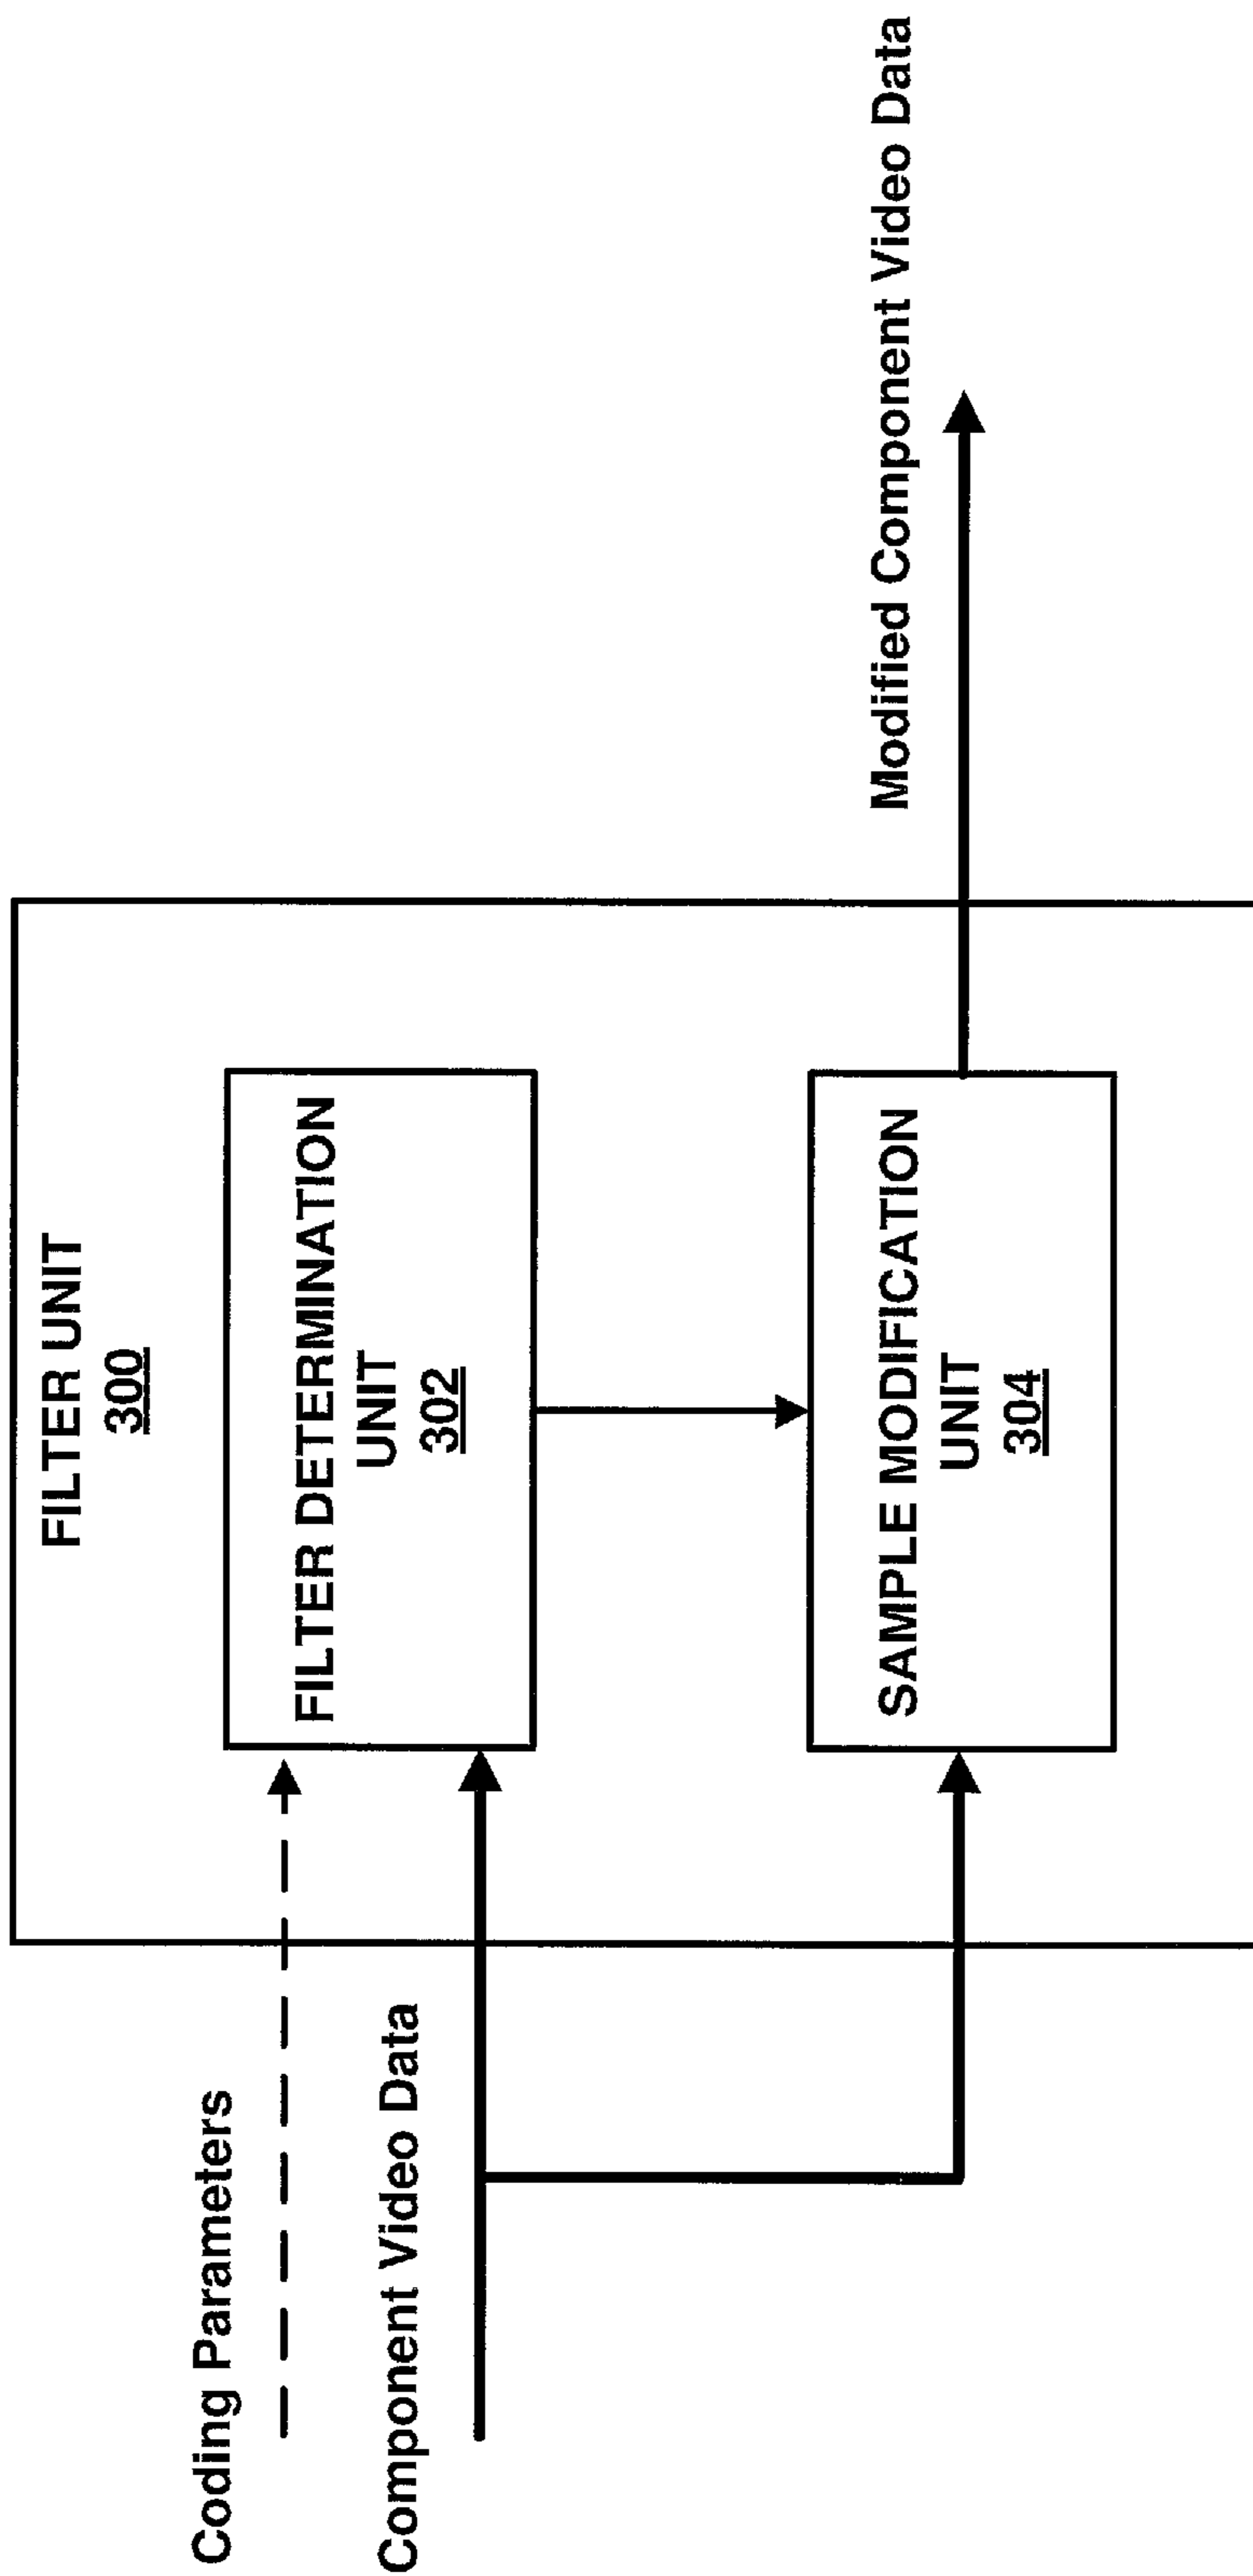 Coding Parameters
Component Video Data
FILTER UNIT
300
FILTER DETERMINATION
UNIT
302
SAMPLE MODIFICATION
UNIT
304
Modified Component Video Data